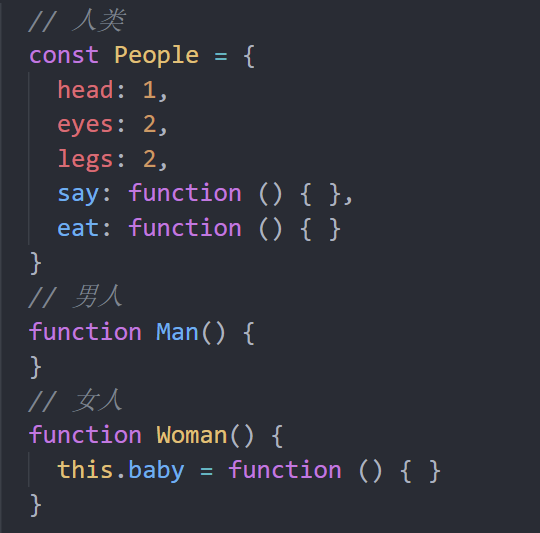 // 人类
const People = {
  head: 1,
  eyes: 2,
  legs: 2,
  say: function () { },
  eat: function () { }
}
// 男人
function Man() {
}
// 女人
function Woman() {
  this.baby = function () { }
}